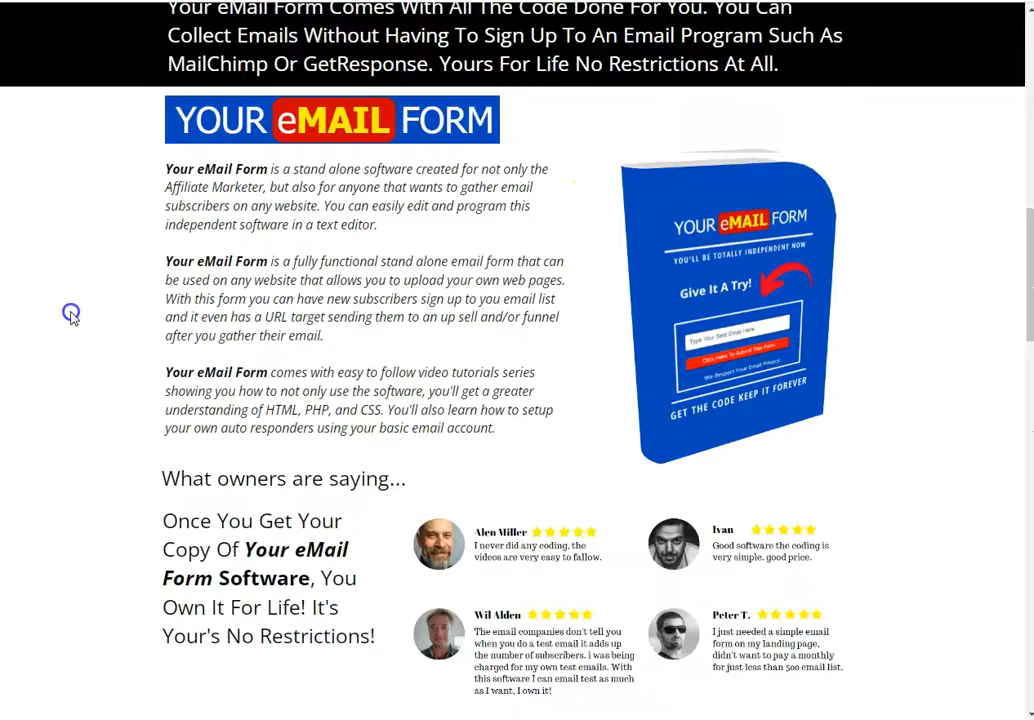 Your eMail Form Comes With All The Code Done For You. You Can
Collect Emails Without Having To Sign Up To An Email Program Such As
MailChimp Or GetResponse. Yours For Life No Restrictions At All.
YOUR eMAIL FORM
Your eMail Form is a stand alone software created for not only the
Affiliate Marketer, but also for anyone that wants to gather email
subscribers on any website. You can easily edit and program this
independent software in a text editor.
Your eMail Form is a fully functional stand alone email form that can
be used on any website that allows you to upload your own web pages.
With this form you can have new subscribers sign up to you email list
and it even has a URL target sending them to an up sell and/or funnel
after you gather their email.
Your eMail Form comes with easy to follow video tutorials series
showing you how to not only use the software, you'll get a greater
understanding of HTML, PHP, and CSS. You'll also learn how to setup
your own auto responders using your basic email account.
YOUR eMAIL FORM
YOU'LL BE TOTALLY INDEPENDENT NOW
Give It A Try!
Type Your Best Email Here
Click Here To Submit This Form
We Respect Your Email Privacy
GET THE CODE KEEP IT FOREVER
What owners are saying...
Once You Get Your
Copy Of Your eMail
Form Software, You
Own It For Life! It's
Your's No Restrictions!
Alen Miller
I never did any coding, the
videos are very easy to fallow.
Ivan
Good software the coding is
very simple. good price.
Wil Alden
The email companies don't tell you
when you do a test email it adds up
the number of subscribers. i was being
charged for my own test emails. With
this software I can email test as much
as I want, I own it!
Peter T.
I just needed a simple email
form on my landing page,
didn't want to pay a monthly
for just less than 500 email list.